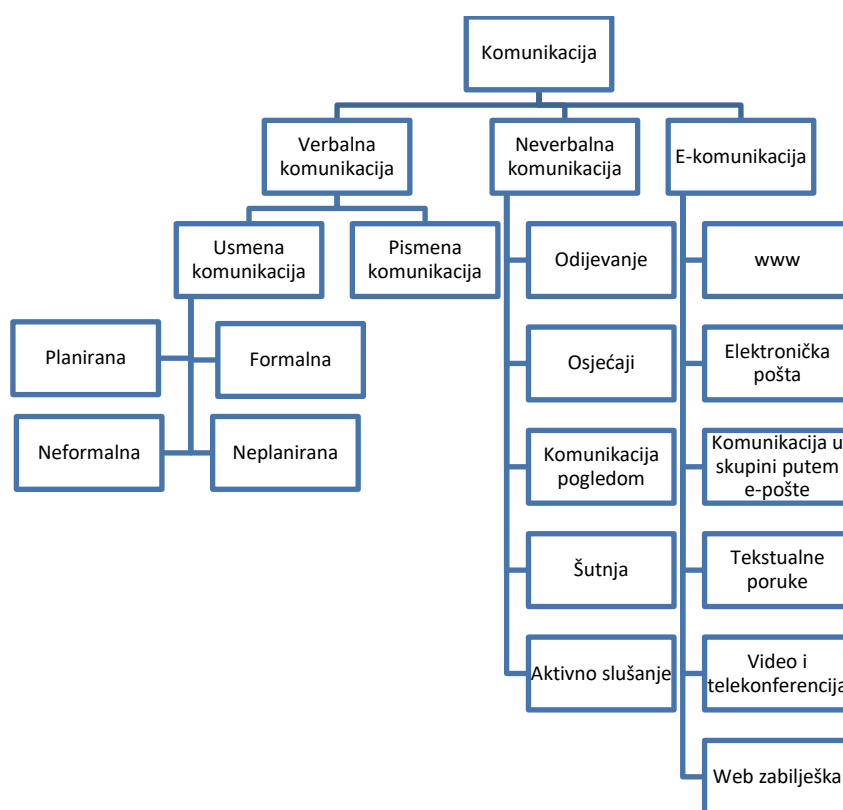 Komunikacija
Verbalna
komunikacija
Neverbalna
komunikacija
E-komunikacija
Usmena
komunikacija
Pismena
komunikacija
Planirana
Formalna
Neformalna
Neplanirana
Odijevanje
Osjećaji
Komunikacija
pogledom
Šutnja
Aktivno slušanje
www
Elektronička
pošta
Komunikacija u
skupini putem
e-pošte
Tekstualne
poruke
Video i
telekonferencija
Web zabilješka